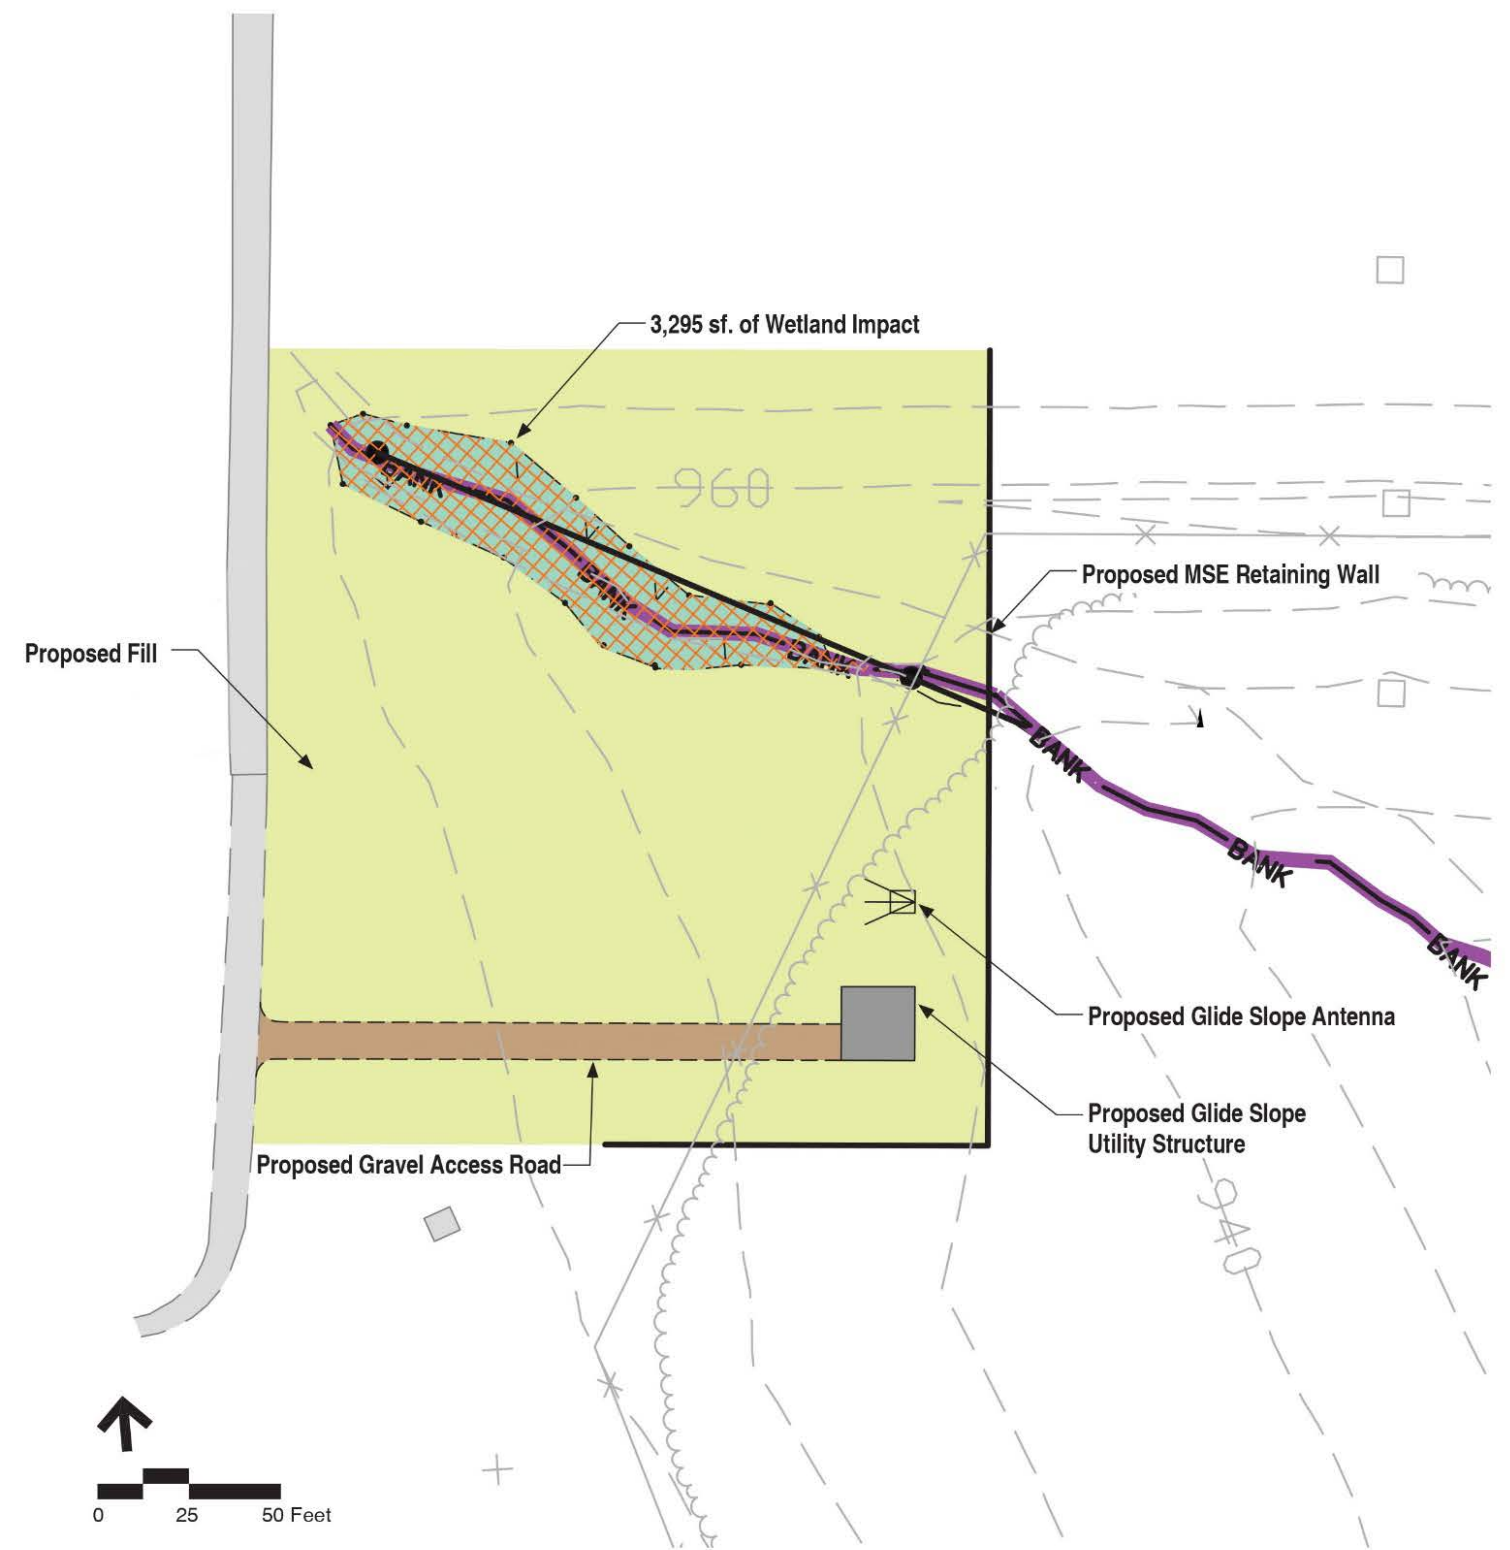 3,295 sf. of Wetland Impact
BANK
960
BANK
Proposed MSE Retaining Wall
Proposed Fill
BANK
BANK
BANK
BANK
Proposed Glide Slope Antenna
Proposed Glide Slope
Utility Structure
Proposed Gravel Access Road
940
0 25 50 Feet